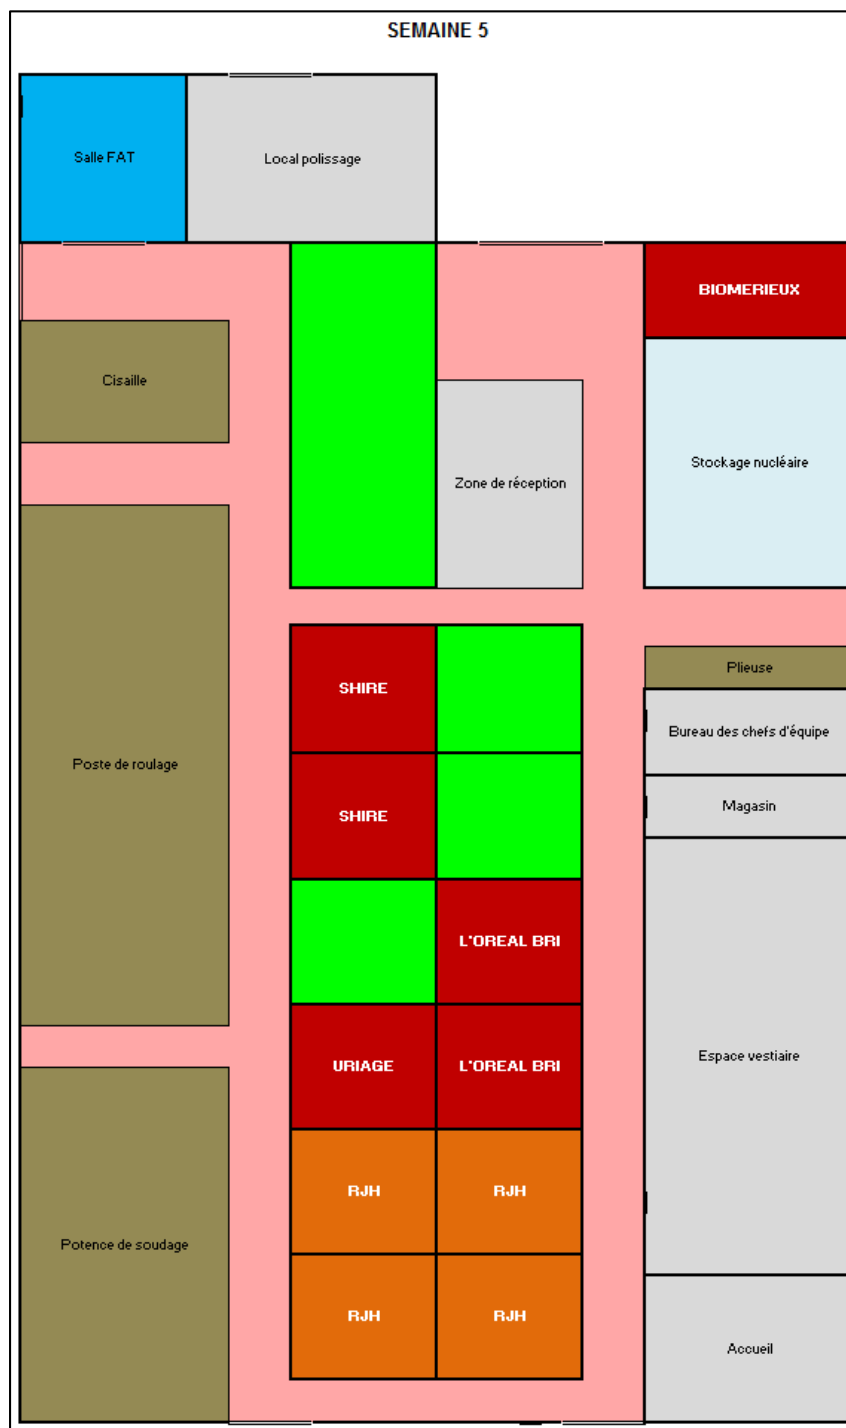 SEMAINE 5
Salle FAT
Local polissage
BIOMERIEUX
Cisaille
Stockage nucléaire
Zone de réception
Plieuse
SHIRE
Bureau des chefs d'équipe
Poste de roulage
Magasin
SHIRE
L'OREAL BRI
Espace vestiaire
URIAGE
L'OREAL BRI
RJH
RJH
Potence de soudage
RJH
RJH
Accueil